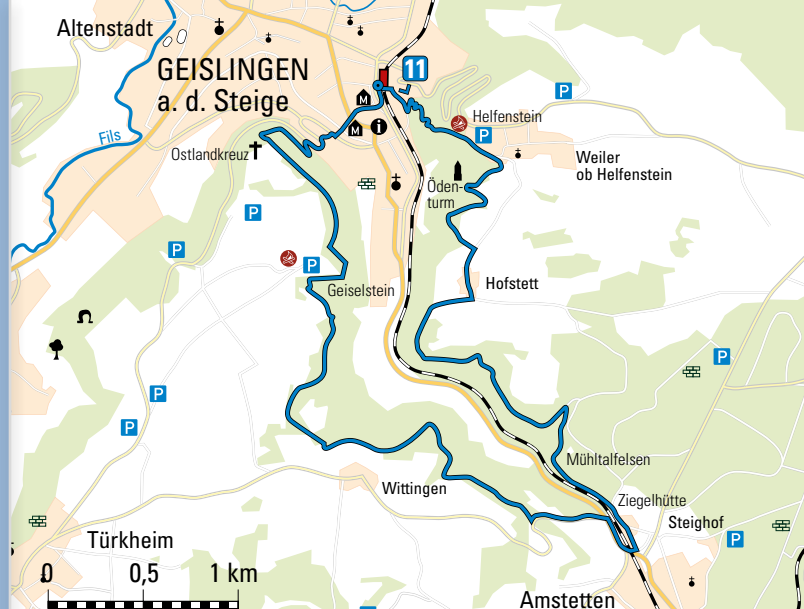 Altenstadt
GEISLINGEN
a. d. Steige
11
M
M
i
Fils
Ostlandkreuz
Helfenstein
P
P
Weiler
ob Helfenstein
Öden-
turm
P
P
P
Geiselstein
Hofstett
P
P
P
Mühltalfelsen
Wittingen
Ziegelhütte
Steighof
P
Türkheim
0 0,5 1 km
Amstetten